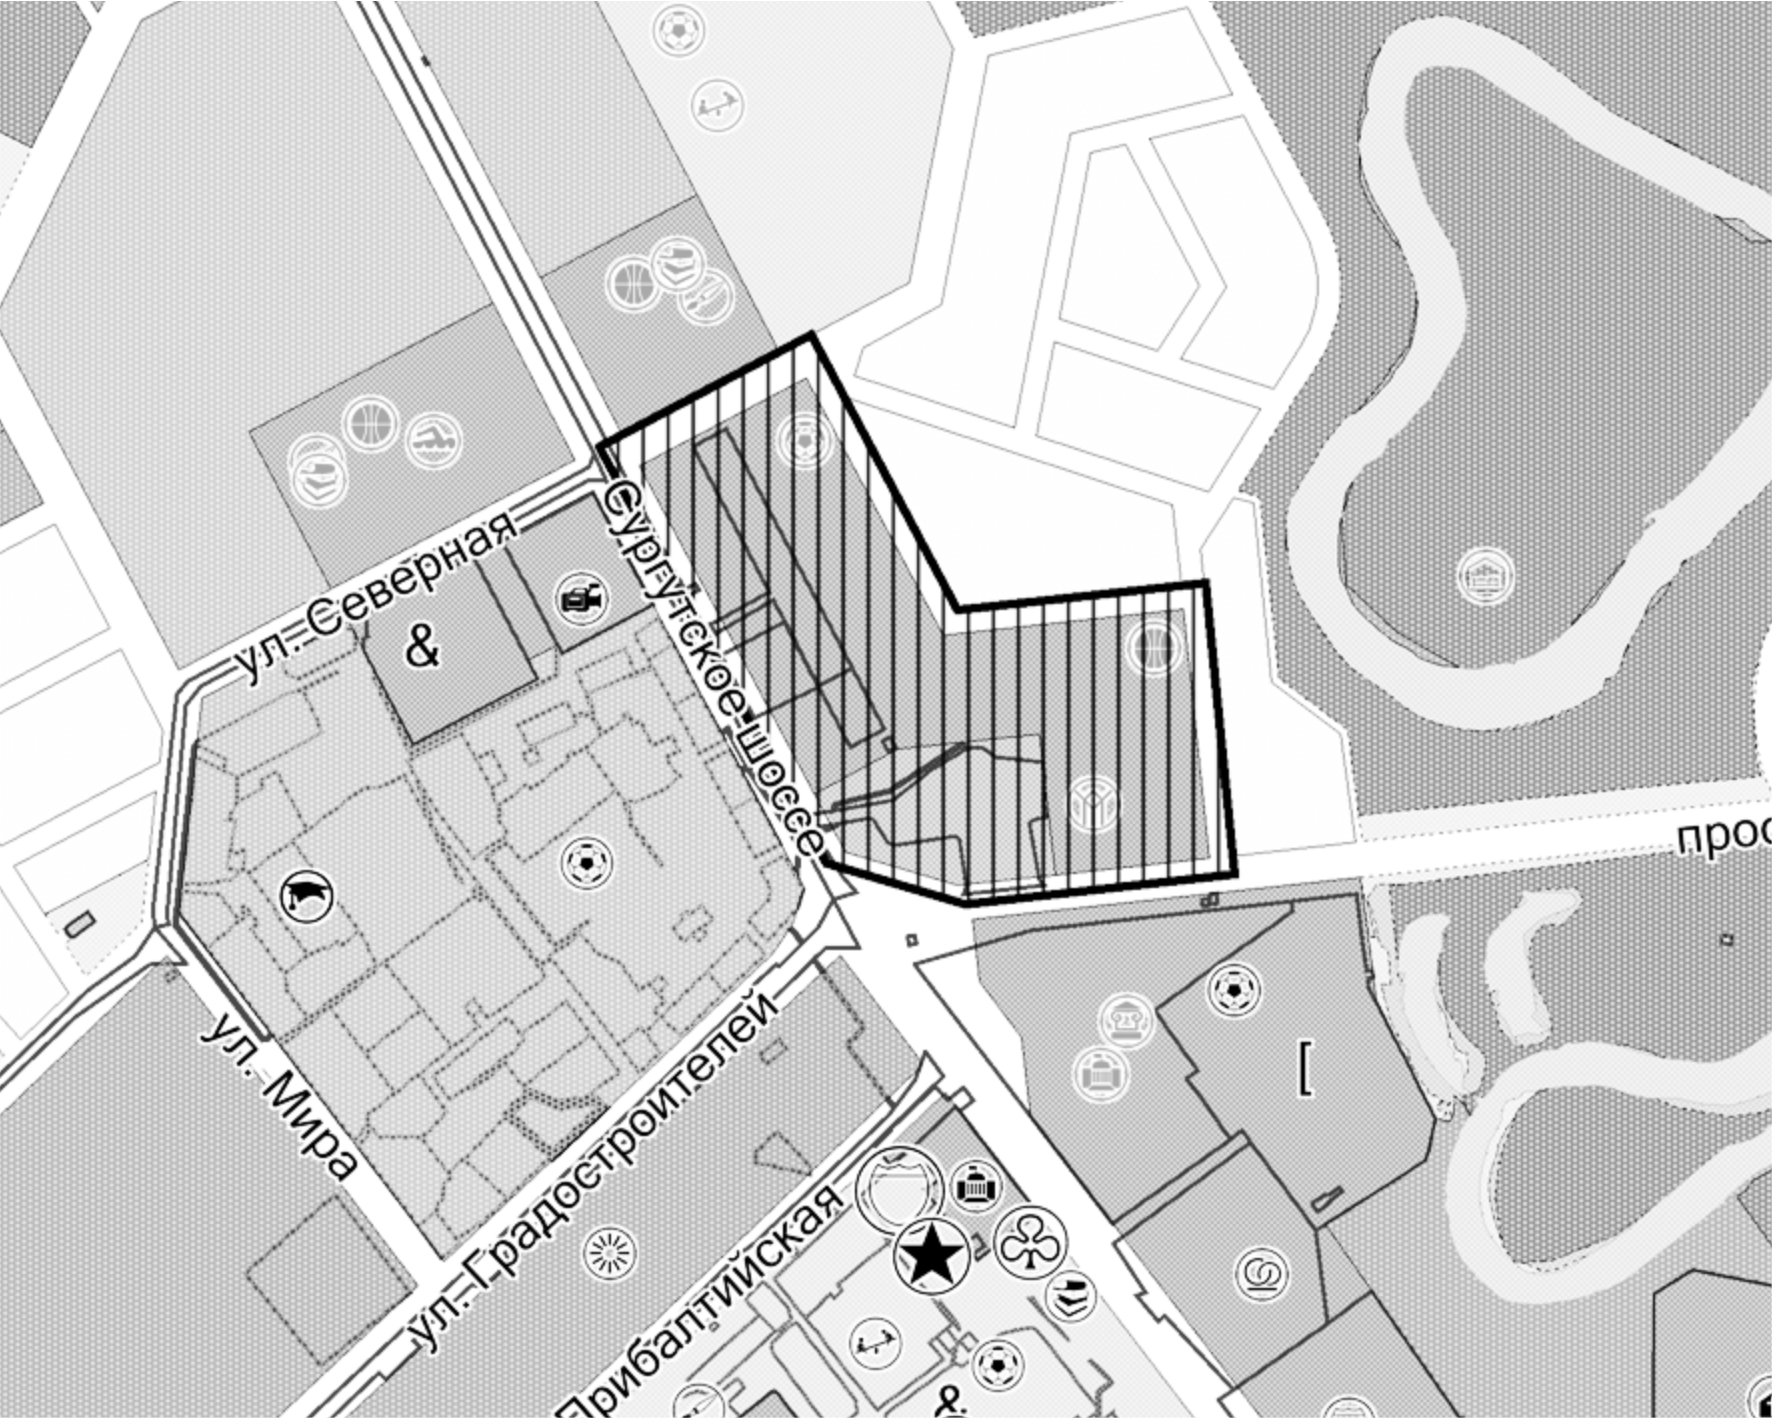 ул. Северная
Сургутское шоссе
&
прос
[
ул. Мира
ул. Градостроителей
Прибалтийская
&